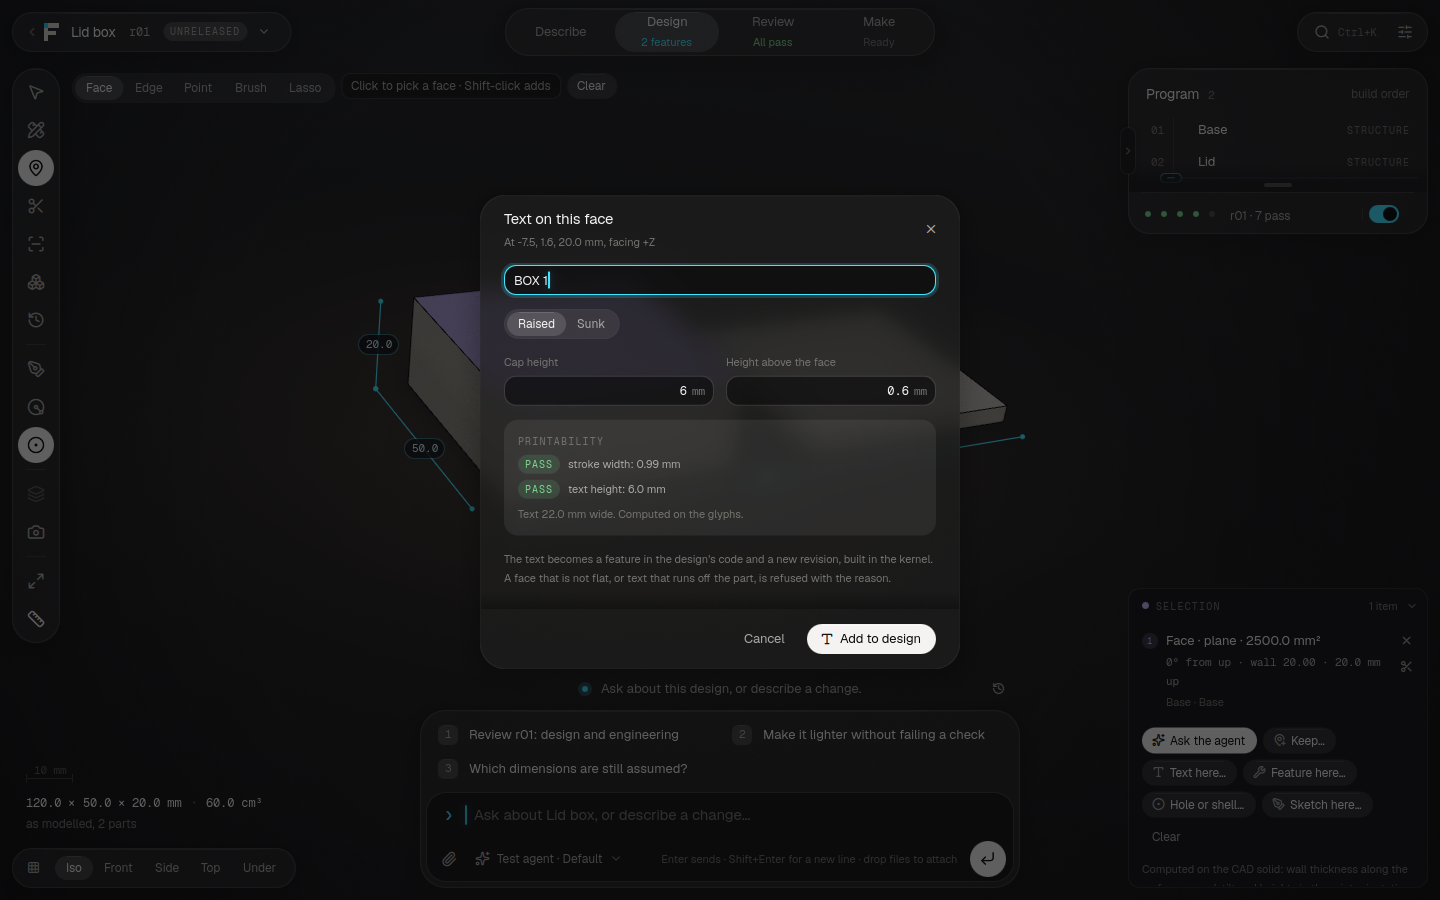 Lid box r01 UNRELEASED
Describe
Design
2 features
Review
All pass
Make
Ready
Ctrl+K
Face Edge Point Brush Lasso
Click to pick a face · Shift-click adds
Clear
Program 2 build order
01 Base STRUCTURE
02 Lid STRUCTURE
r01 · 7 pass
Text on this face
At -7.5, 1.6, 20.0 mm, facing +Z
BOX 1
Raised Sunk
Cap height
6 mm
Height above the face
0.6 mm
PRINTABILITY
PASS stroke width: 0.99 mm
PASS text height: 6.0 mm
Text 22.0 mm wide. Computed on the glyphs.
The text becomes a feature in the design's code and a new revision, built in the kernel.
A face that is not flat, or text that runs off the part, is refused with the reason.
Cancel
Add to design
20.0
50.0
SELECTION 1 item
1 Face · plane · 2500.0 mm²
0° from up · wall 20.00 · 20.0 mm
up
Base · Base
Ask the agent
Keep…
Text here…
Feature here…
Hole or shell…
Sketch here…
Clear
Computed on the CAD solid: wall thickness along the
Ask about this design, or describe a change.
1 Review r01: design and engineering
2 Make it lighter without failing a check
3 Which dimensions are still assumed?
Ask about Lid box, or describe a change…
Test agent · Default
Enter sends · Shift+Enter for a new line · drop files to attach
10 mm
120.0 × 50.0 × 20.0 mm · 60.0 cm³
as modelled, 2 parts
Iso Front Side Top Under